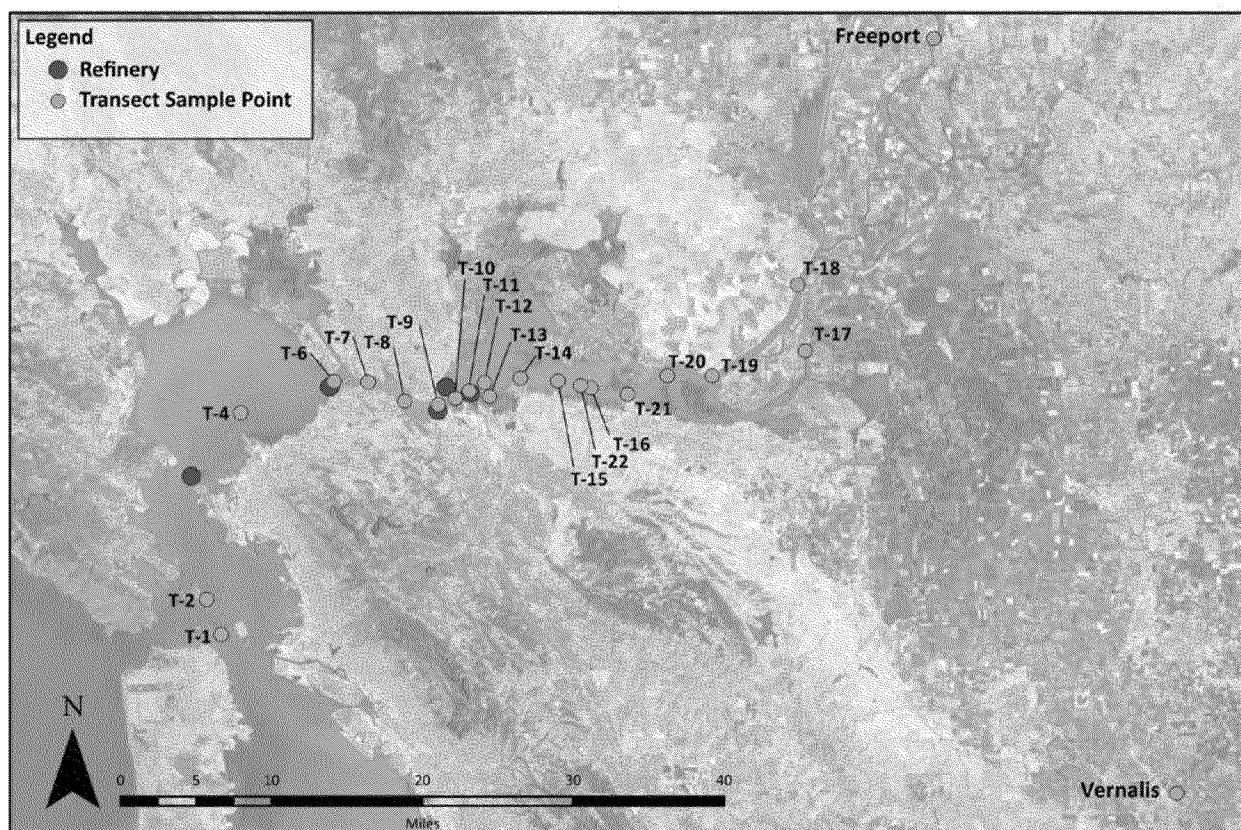 Legend
Refinery
Transect Sample Point
Freeport
T-18
T-10
T-11
T-12
T-9
T-13
T-7
T-8
T-14
T-6
T-17
T-20
T-19
T-4
T-21
T-16
T-22
T-15
T-2
T-1
N
0 5 10 20 30 40
Miles
Vernalis